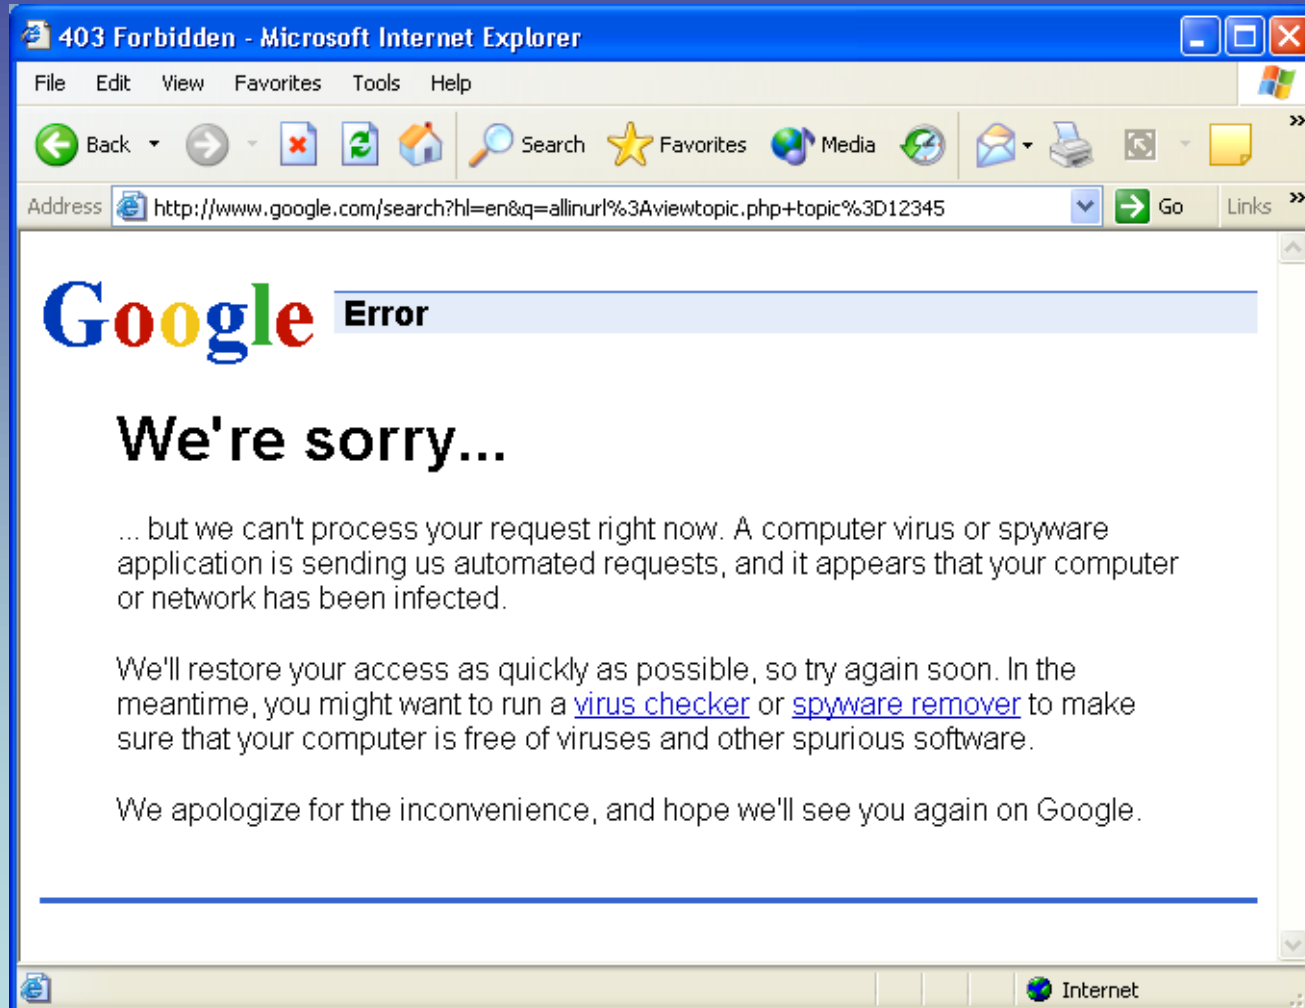 403 Forbidden - Microsoft Internet Explorer
File Edit View Favorites Tools Help
Back Search Favorites Media
Address http://www.google.com/search?hl=en&q=allinurl%3Aviewtopic.php+topic%3D12345 Go Links
Google Error
We're sorry...
... but we can't process your request right now. A computer virus or spyware
application is sending us automated requests, and it appears that your computer
or network has been infected.
We'll restore your access as quickly as possible, so try again soon. In the
meantime, you might want to run a virus checker or spyware remover to make
sure that your computer is free of viruses and other spurious software.
We apologize for the inconvenience, and hope we'll see you again on Google.
Internet